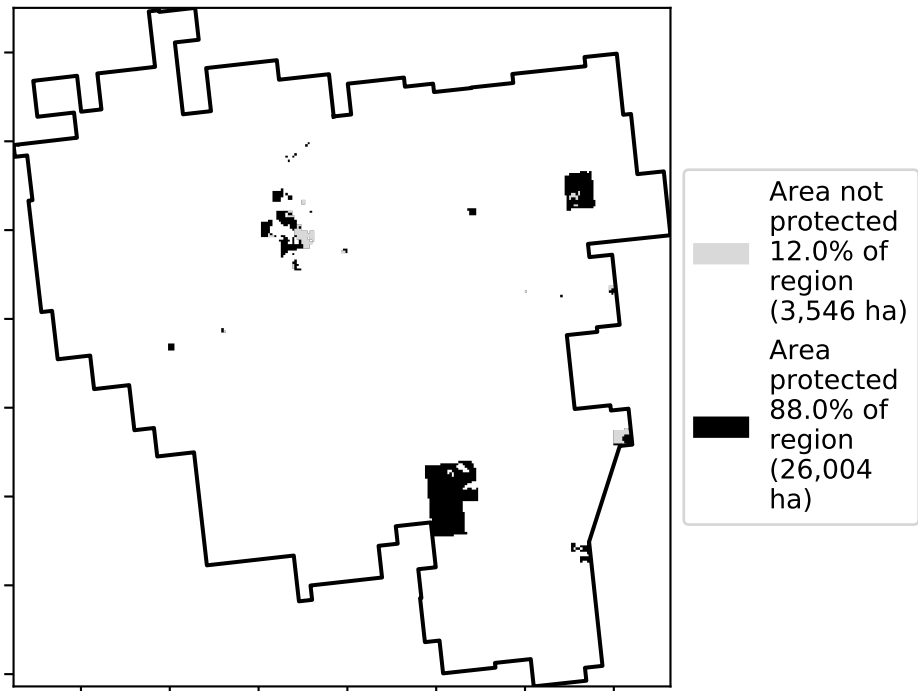 Area not
protected
12.0% of
region
(3,546 ha)
Area
protected
88.0% of
region
(26,004
ha)